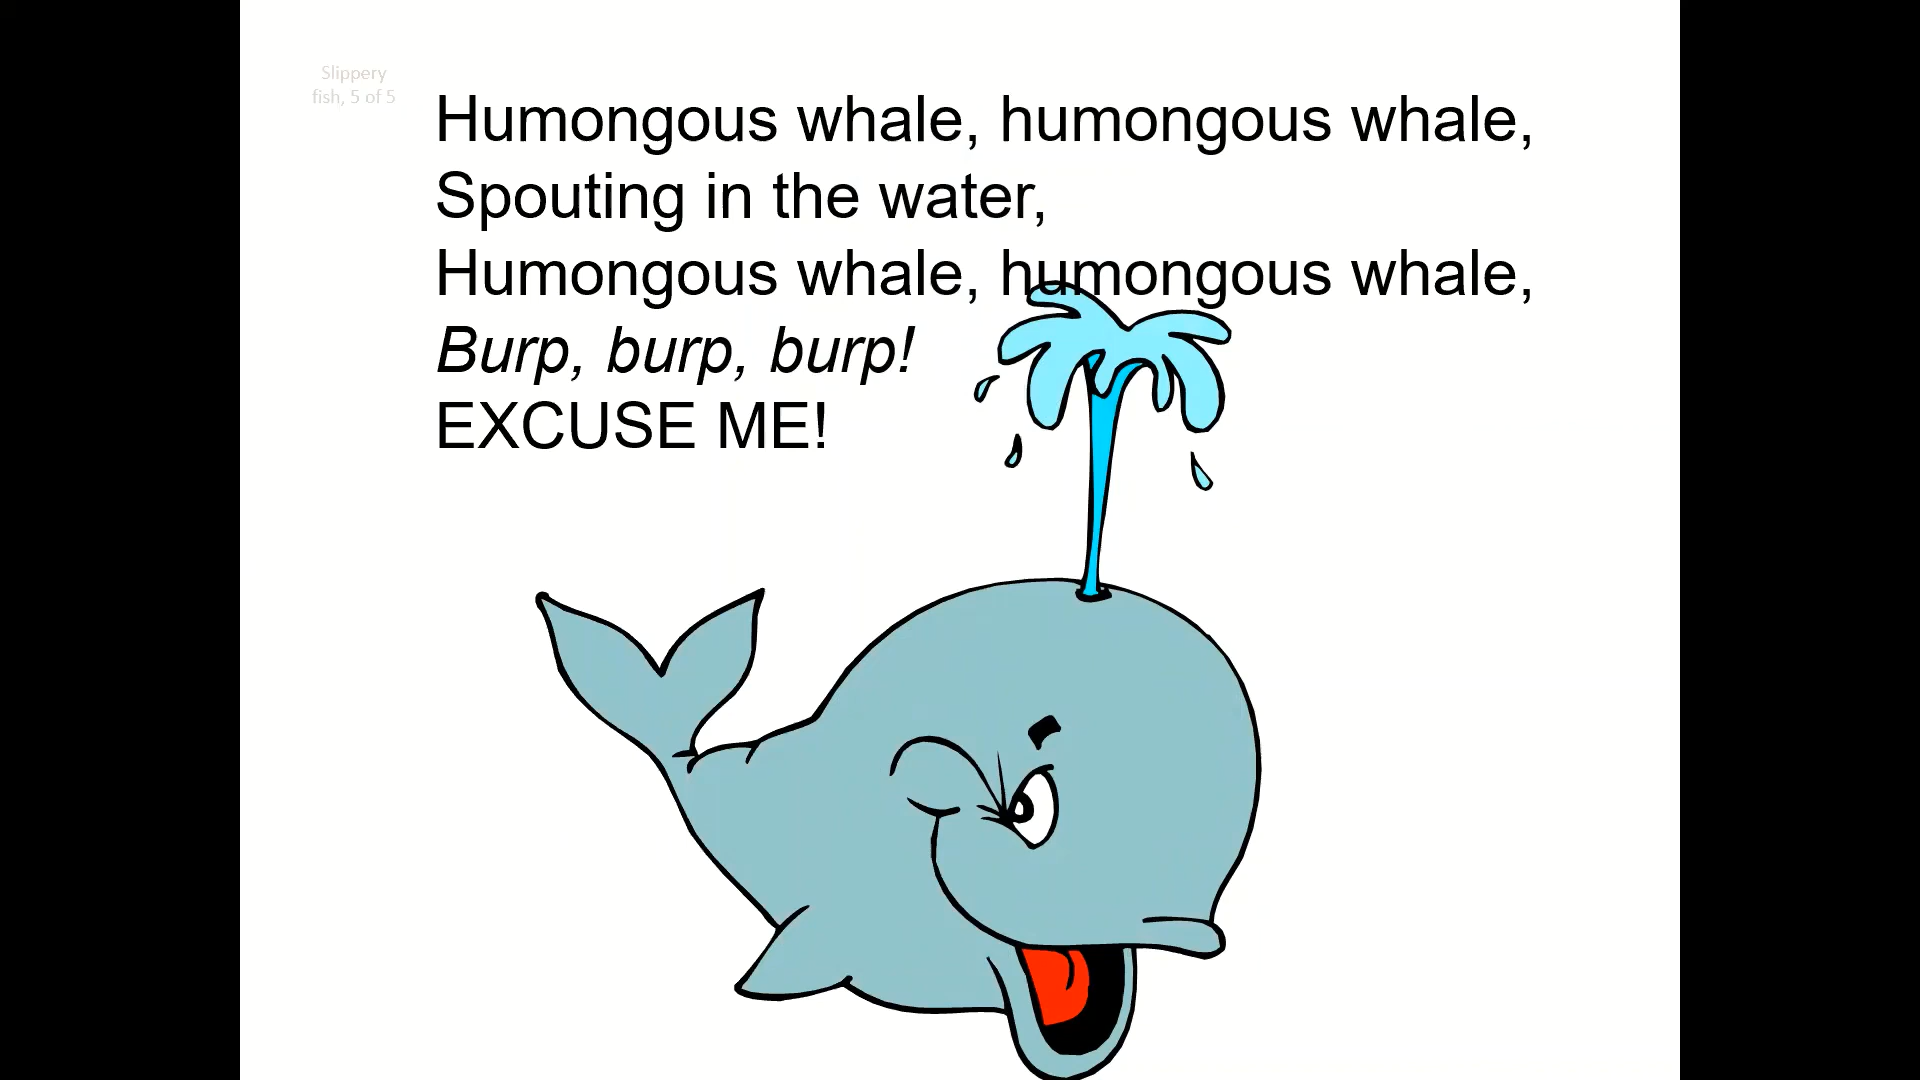 Slippery
fish, 5 of 5
Humongous whale, humongous whale,
Spouting in the water,
Humongous whale, humongous whale,
Burp, burp, burp!
EXCUSE ME!